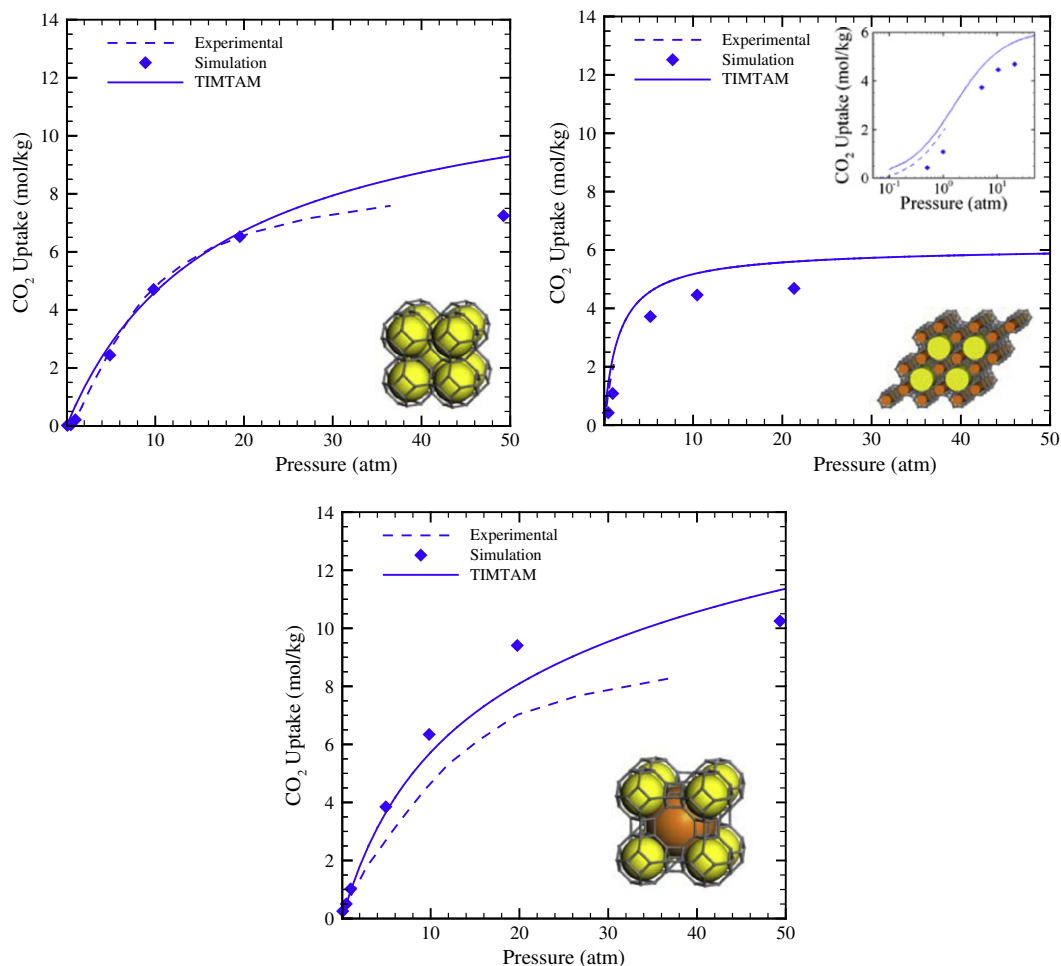 14
12
10
8
6
4
2
0
CO₂ Uptake (mol/kg)
Experimental
Simulation
TIMTAM
10
20
30
40
50
Pressure (atm)
14
12
10
8
6
4
2
0
CO₂ Uptake (mol/kg)
Experimental
Simulation
TIMTAM
6
4
2
0
CO₂ Uptake (mol/kg)
10⁻¹
10⁰
10¹
Pressure (atm)
10
20
30
40
50
Pressure (atm)
14
12
10
8
6
4
2
0
CO₂ Uptake (mol/kg)
Experimental
Simulation
TIMTAM
10
20
30
40
50
Pressure (atm)